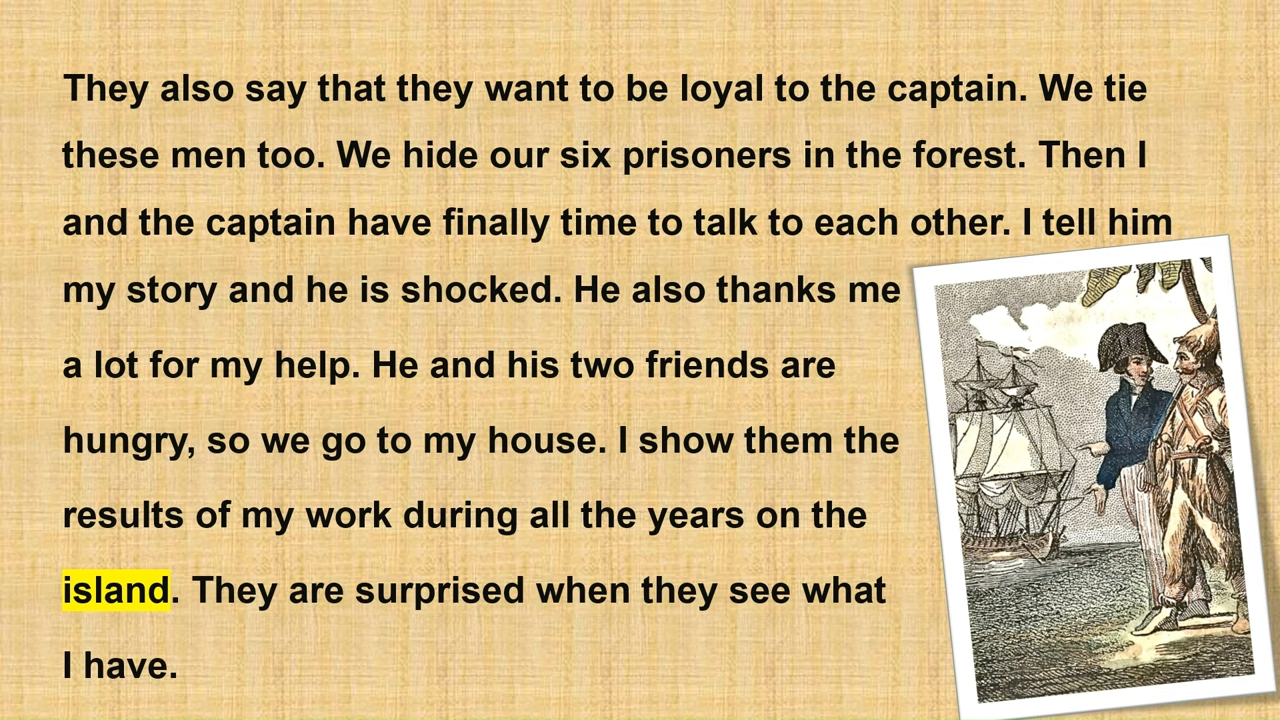 They also say that they want to be loyal to the captain. We tie
these men too. We hide our six prisoners in the forest. Then I
and the captain have finally time to talk to each other. I tell him
my story and he is shocked. He also thanks me
a lot for my help. He and his two friends are
hungry, so we go to my house. I show them the
results of my work during all the years on the
island. They are surprised when they see what
I have.